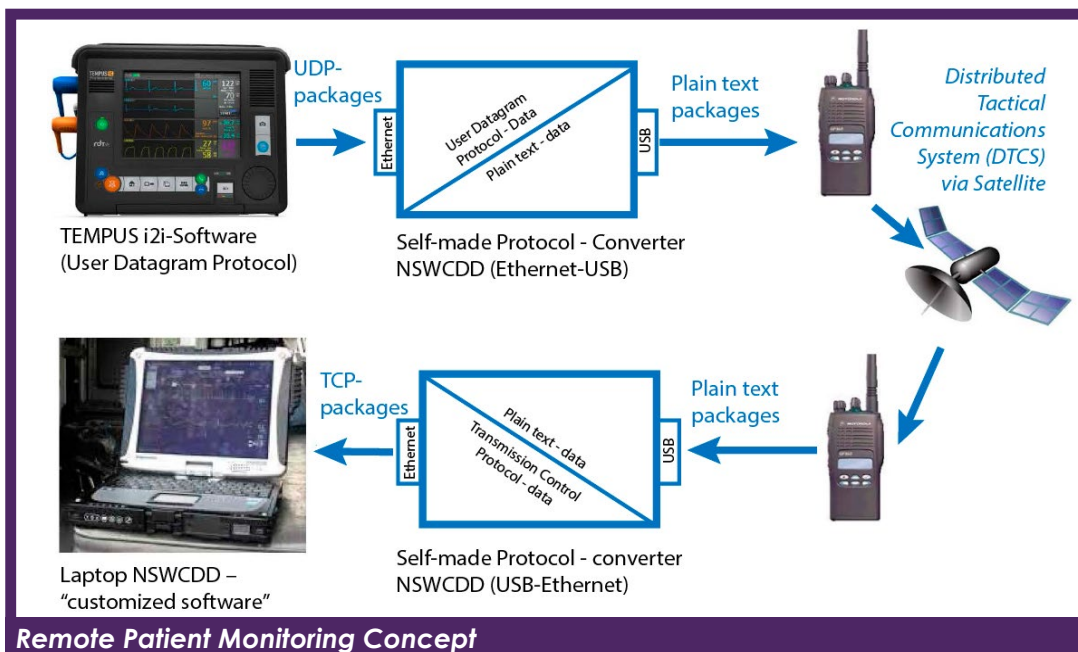 TEMPUS
UDP-
packages
Ethernet
User Datagram
Protocol - Data
Plain text - data
USB
Plain text
packages
MOTOROLA
Distributed
Tactical
Communications
System (DTCS)
via Satellite
TEMPUS i2i-Software
(User Datagram Protocol)
Self-made Protocol - Converter
NSWCDD (Ethernet-USB)
TCP-
packages
Ethernet
Plain text - data
Transmission Control
Protocol - data
USB
Plain text
packages
MOTOROLA
Laptop NSWCDD –
“customized software”
Self-made Protocol - converter
NSWCDD (USB-Ethernet)
Remote Patient Monitoring Concept